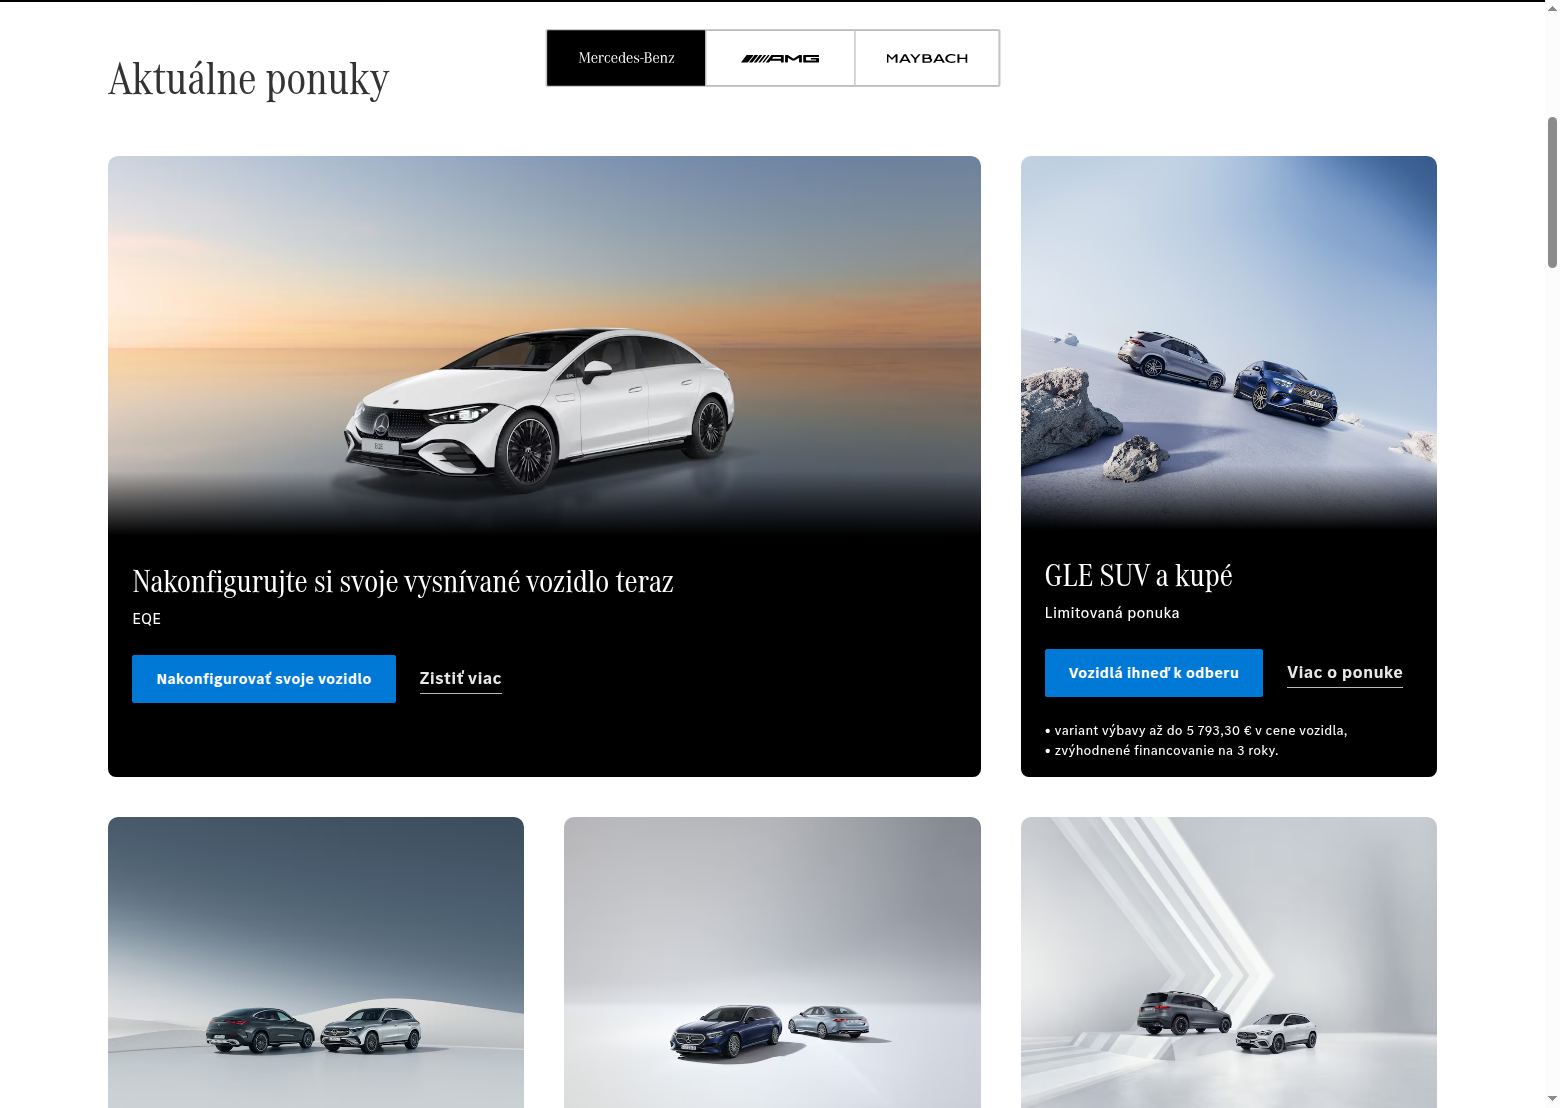 Aktuálne ponuky
Mercedes-Benz
AMG
MAYBACH
Nakonfigurujte si svoje vysnívané vozidlo teraz
EQE
Nakonfigurovať svoje vozidlo
Zistiť viac
GLE SUV a kupé
Limitovaná ponuka
Vozidlá ihneď k odberu
Viac o ponuke
• variant výbavy až do 5 793,30 € v cene vozidla,
• zvýhodnené financovanie na 3 roky.